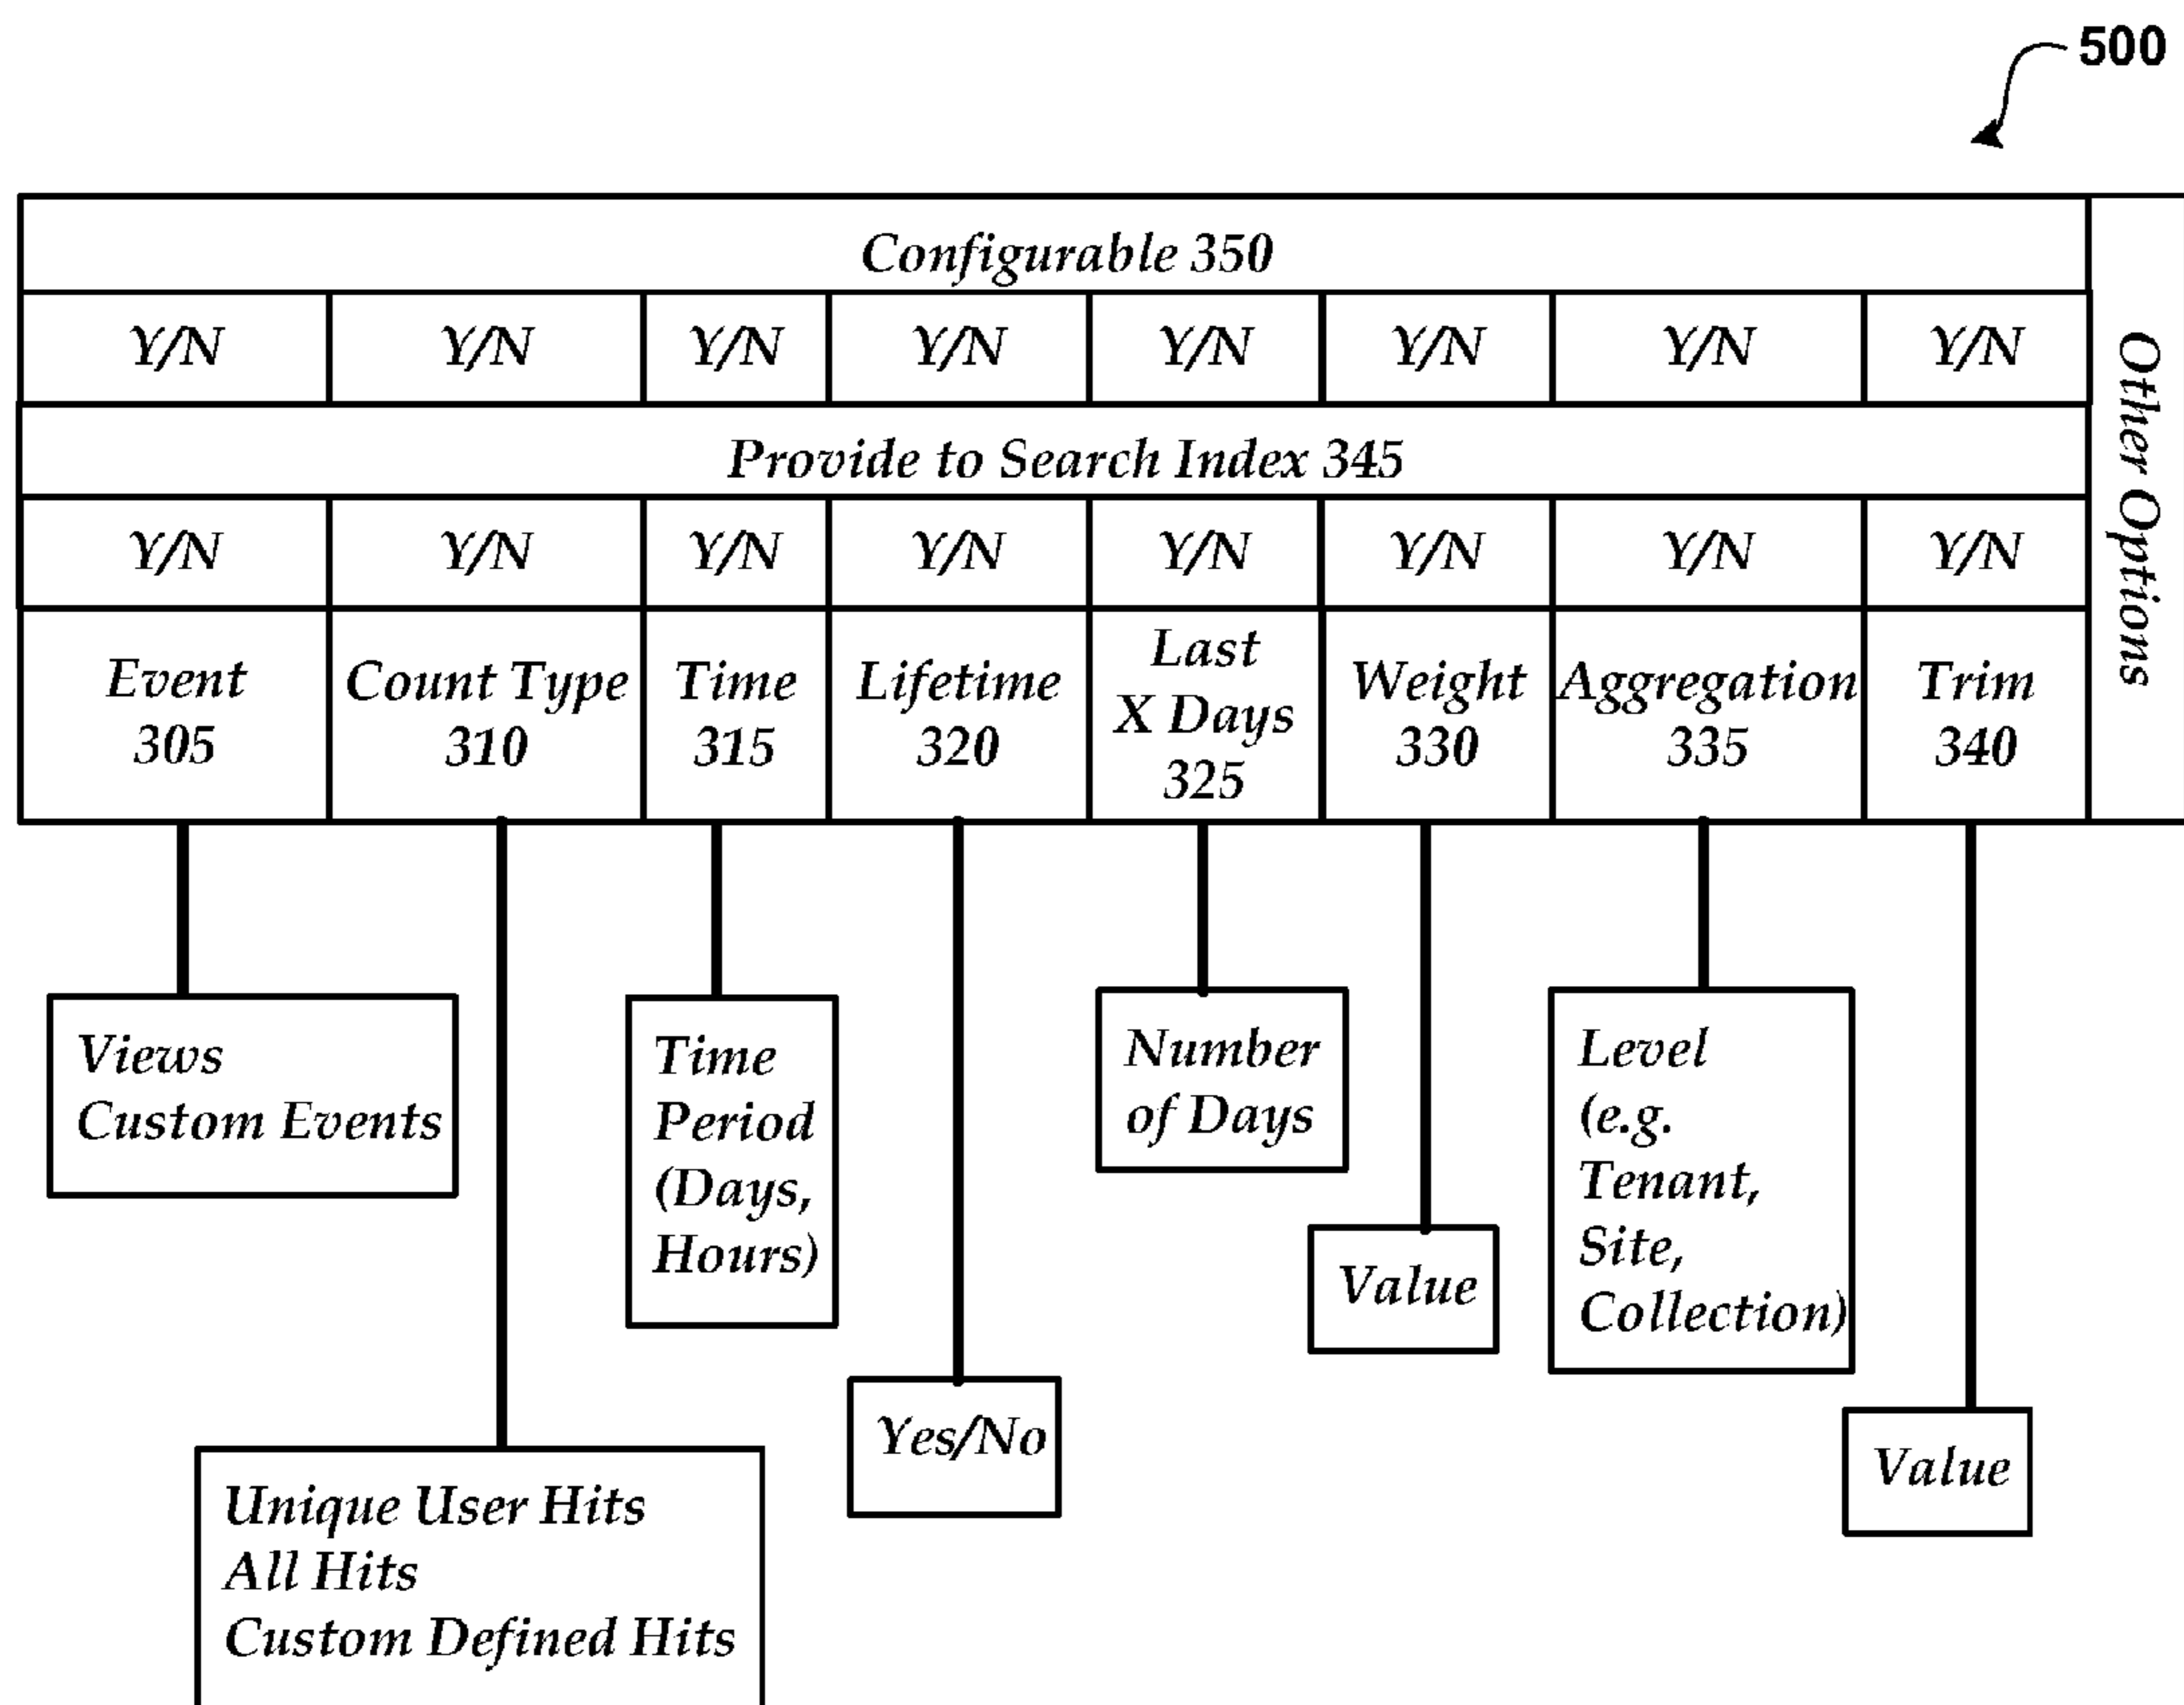 500
Configurable 350
Y/N Y/N Y/N Y/N Y/N Y/N Y/N Y/N
Provide to Search Index 345
Y/N Y/N Y/N Y/N Y/N Y/N Y/N Y/N
Event
305
Count Type
310
Time
315
Lifetime
320
Last
X Days
325
Weight
330
Aggregation
335
Trim
340
Other Options
Views
Custom Events
Time
Period
(Days,
Hours)
Number
of Days
Level
(e.g.
Tenant,
Site,
Collection)
Value
Yes/No
Value
Unique User Hits
All Hits
Custom Defined Hits